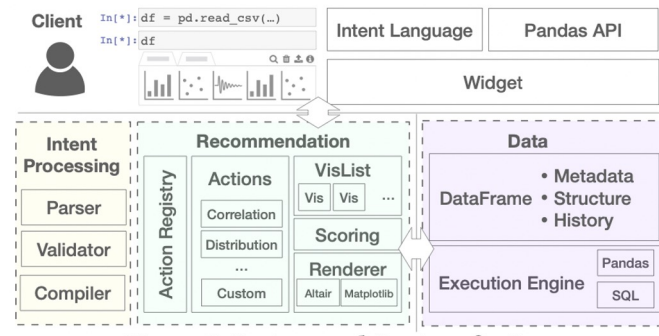 Client
In[*]: df = pd.read_csv(…)
In[*]: df
Intent Language
Pandas API
Widget
Intent
Processing
Parser
Validator
Compiler
Recommendation
Action Registry
Actions
Correlation
Distribution
...
Custom
VisList
Vis
Vis
...
Scoring
Renderer
Altair
Matplotlib
Data
DataFrame
• Metadata
• Structure
• History
Execution Engine
Pandas
SQL